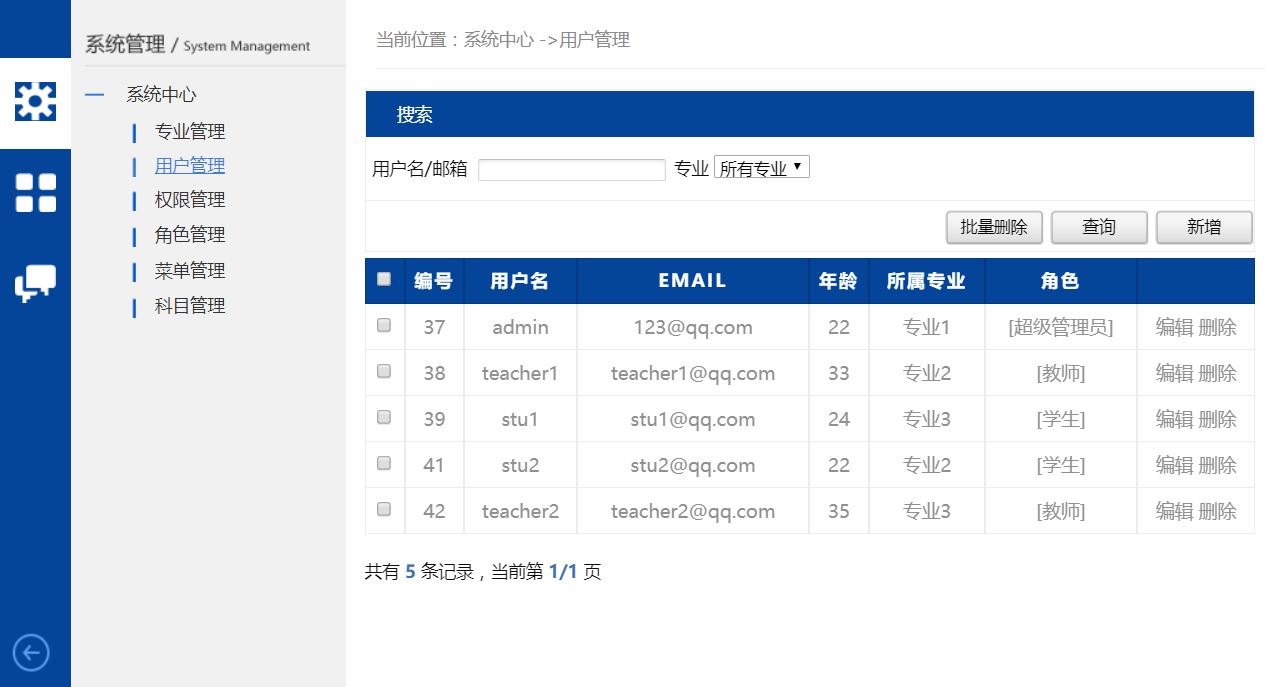 系统管理 / System Management
系统中心
专业管理
用户管理
权限管理
角色管理
菜单管理
科目管理
当前位置：系统中心 ->用户管理
搜索
用户名/邮箱 专业 所有专业
批量删除 查询 新增
编号 用户名 EMAIL 年龄 所属专业 角色
37 admin 123@qq.com 22 专业1 [超级管理员] 编辑 删除
38 teacher1 teacher1@qq.com 33 专业2 [教师] 编辑 删除
39 stu1 stu1@qq.com 24 专业3 [学生] 编辑 删除
41 stu2 stu2@qq.com 22 专业2 [学生] 编辑 删除
42 teacher2 teacher2@qq.com 35 专业3 [教师] 编辑 删除
共有 5 条记录，当前第 1/1 页